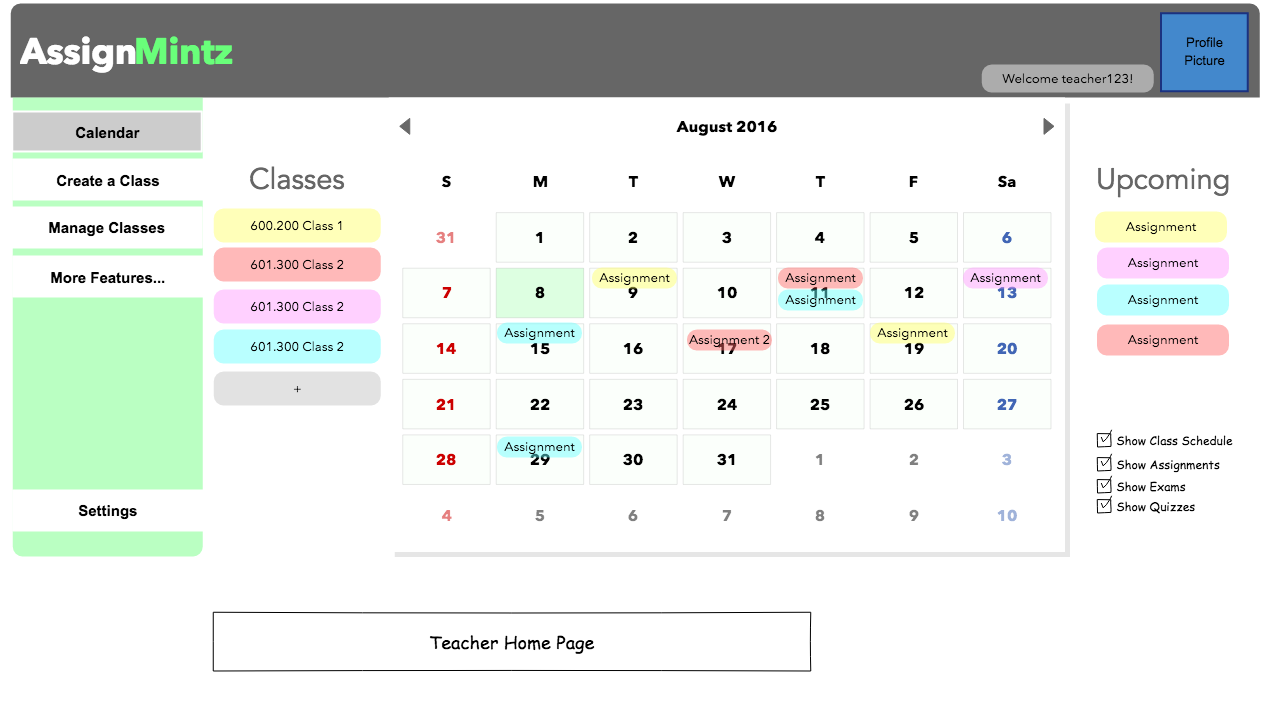 AssignMintz
Profile
Picture
Welcome teacher123!
Calendar
Create a Class
Manage Classes
More Features...
Settings
Classes
600.200 Class 1
601.300 Class 2
601.300 Class 2
601.300 Class 2
+
August 2016
S M T W T F Sa
31 1 2 3 4 5 6
Assignment Assignment Assignment
7 8 9 10 11 12 13
Assignment
Assignment Assignment 2 Assignment
14 15 16 17 18 19 20
21 22 23 24 25 26 27
Assignment
28 29 30 31 1 2 3
4 5 6 7 8 9 10
Upcoming
Assignment
Assignment
Assignment
Assignment
Show Class Schedule
Show Assignments
Show Exams
Show Quizzes
Teacher Home Page